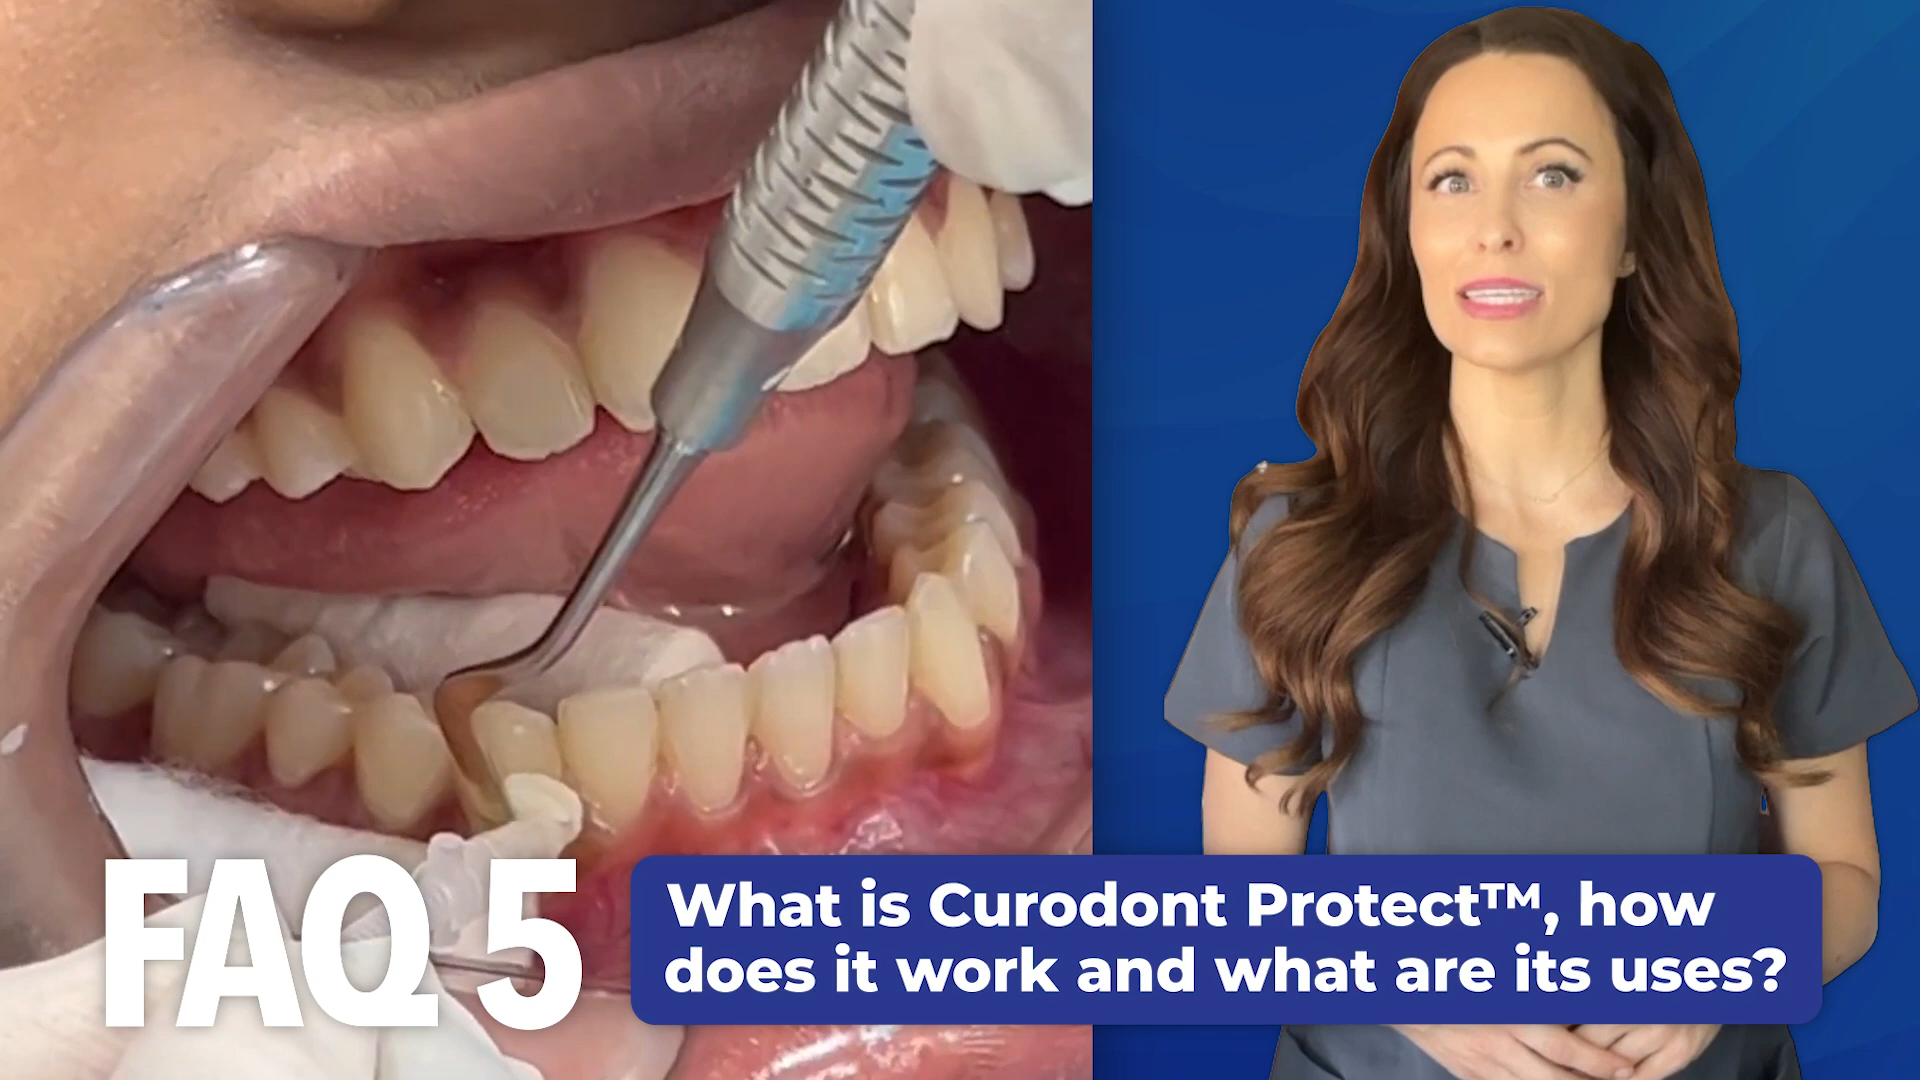 FAQ 5
What is Curodont Protect™, how
does it work and what are its uses?